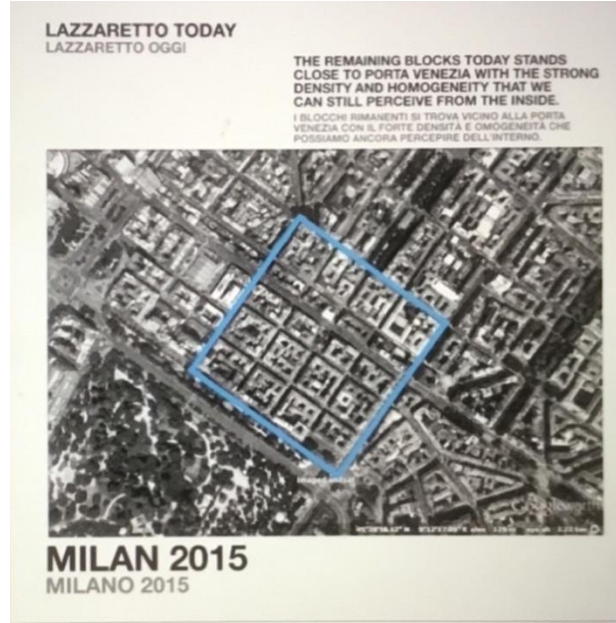 LAZZARETTO TODAY
LAZZARETTO OGGI
THE REMAINING BLOCKS TODAY STANDS
CLOSE TO PORTA VENEZIA WITH THE STRONG
DENSITY AND HOMOGENEITY THAT WE
CAN STILL PERCEIVE FROM THE INSIDE.
I BLOCCHI RIMANENTI SI TROVA VICINO ALLA PORTA
VENEZIA CON IL FORTE DENSITÀ E OMOGENEITÀ CHE
POSSIAMO ANCORA PERCEPIRE DELL'INTERNO.
MILAN 2015
MILANO 2015